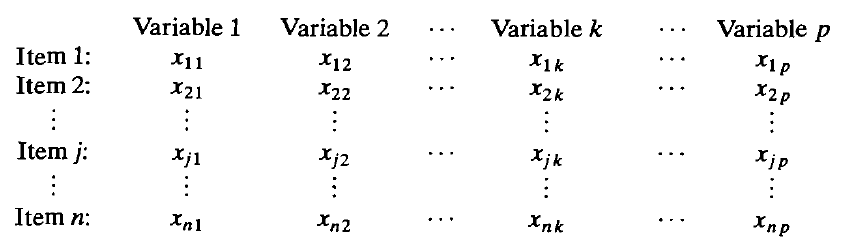 Variable 1 Variable 2 ⋯ Variable k ⋯ Variable p
Item 1: x₁₁ x₁₂ ⋯ x₁ₖ ⋯ x₁ₚ
Item 2: x₂₁ x₂₂ ⋯ x₂ₖ ⋯ x₂ₚ
⋮ ⋮ ⋮ ⋮ ⋮
Item j: xⱼ₁ xⱼ₂ ⋯ xⱼₖ ⋯ xⱼₚ
⋮ ⋮ ⋮ ⋮ ⋮
Item n: xₙ₁ xₙ₂ ⋯ xₙₖ ⋯ xₙₚ